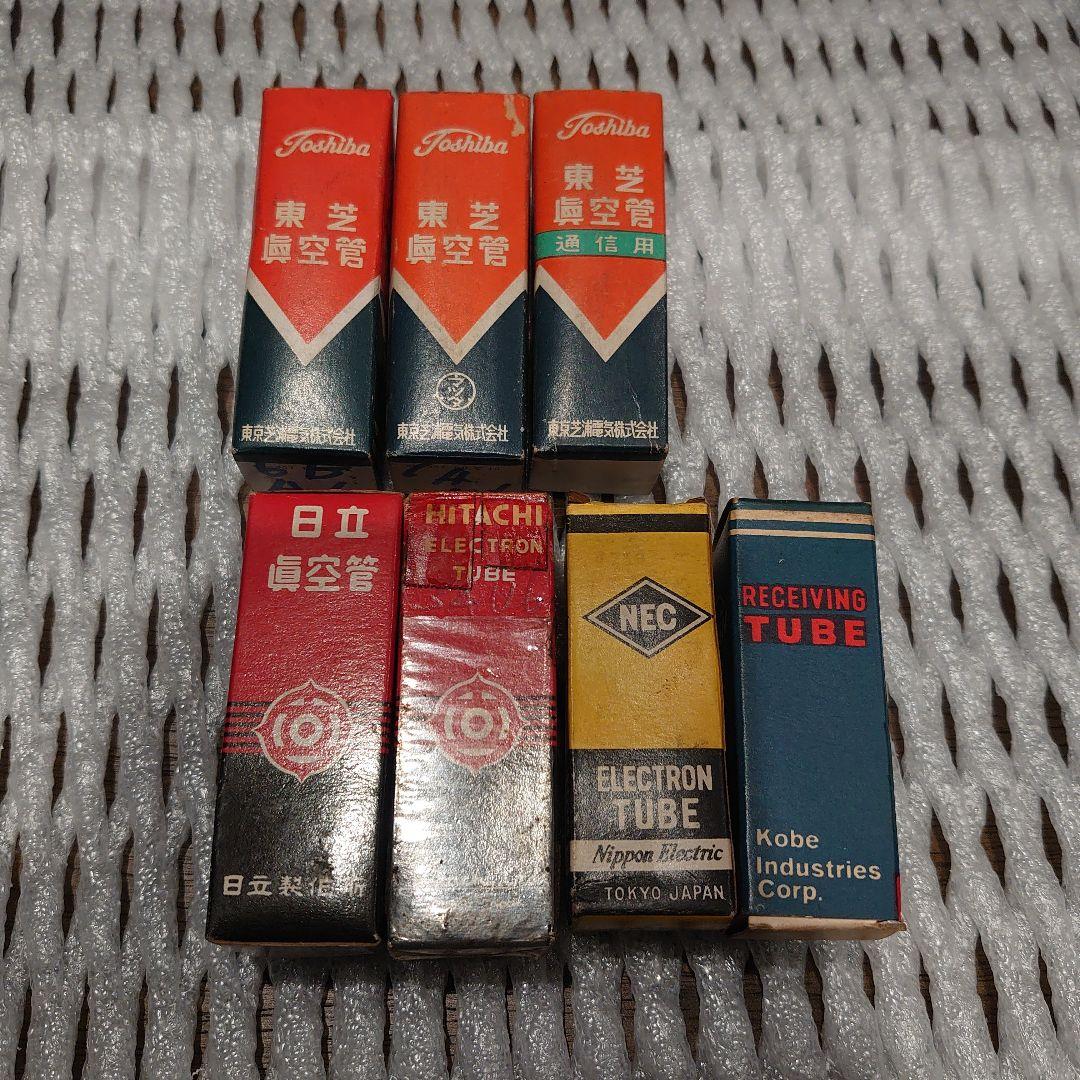 Toshiba
東芝
眞空管
東京芝浦電気株式会社
Toshiba
東芝
眞空管
マツダ
東京芝浦電気株式会社
Toshiba
東芝
眞空管
通信用
東京芝浦電気株式会社
日立
眞空管
日立製作所
HITACHI
ELECTRON
TUBE
NEC
ELECTRON
TUBE
Nippon Electric
TOKYO JAPAN
RECEIVING
TUBE
Kobe
Industries
Corp.